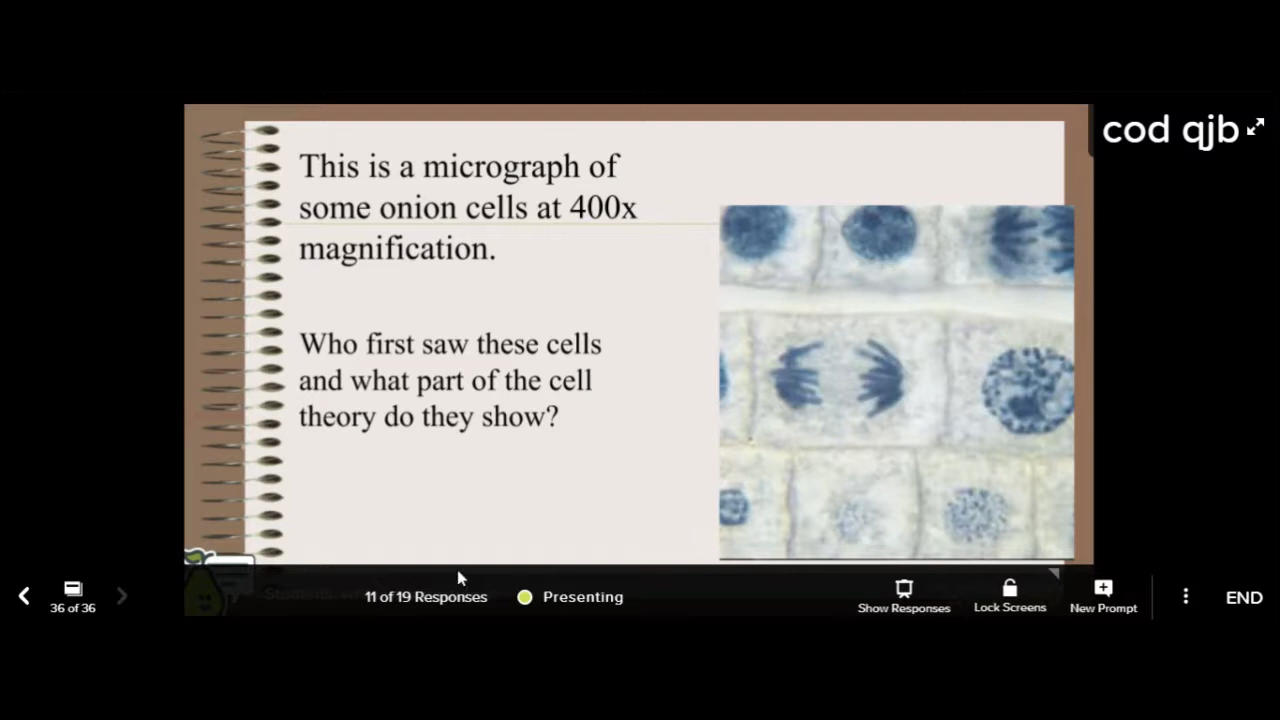 cod qjb
This is a micrograph of
some onion cells at 400x
magnification.
Who first saw these cells
and what part of the cell
theory do they show?
36 of 36
11 of 19 Responses
Presenting
Show Responses
Lock Screens
New Prompt
END